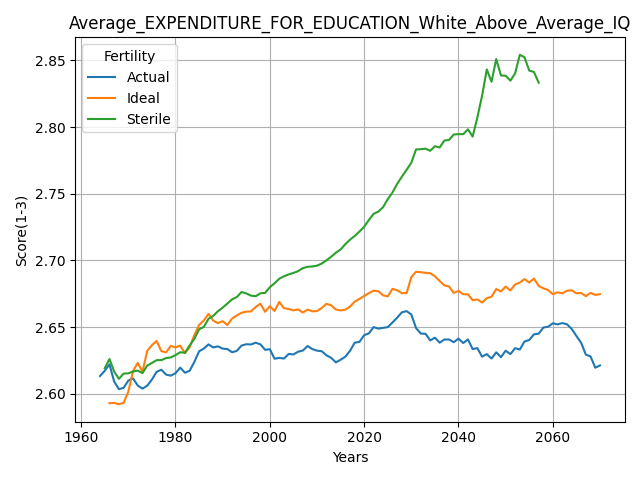 Average_EXPENDITURE_FOR_EDUCATION_White_Above_Average_IQ
Fertility
Actual
Ideal
Sterile
Score(1-3)
2.85
2.80
2.75
2.70
2.65
2.60
1960 1980 2000 2020 2040 2060
Years